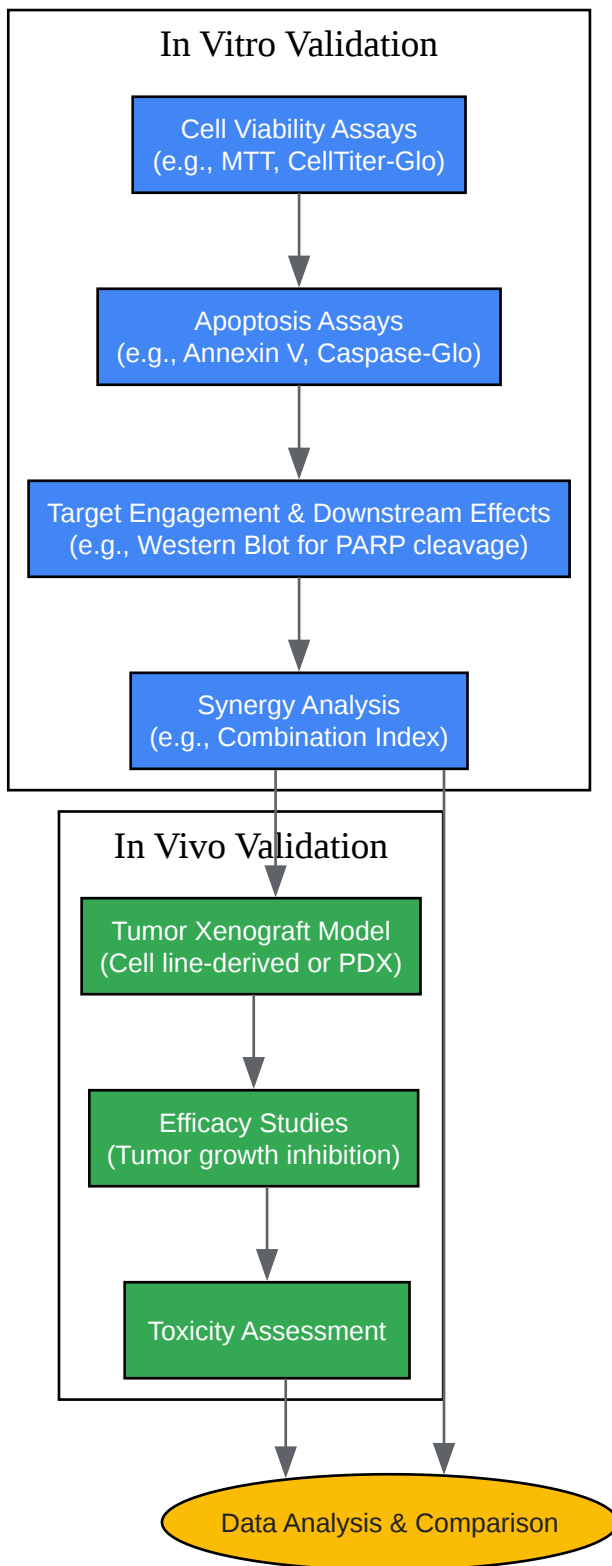 In Vitro Validation
Cell Viability Assays
(e.g., MTT, CellTiter-Glo)
Apoptosis Assays
(e.g., Annexin V, Caspase-Glo)
Target Engagement & Downstream Effects
(e.g., Western Blot for PARP cleavage)
Synergy Analysis
(e.g., Combination Index)
In Vivo Validation
Tumor Xenograft Model
(Cell line-derived or PDX)
Efficacy Studies
(Tumor growth inhibition)
Toxicity Assessment
Data Analysis & Comparison